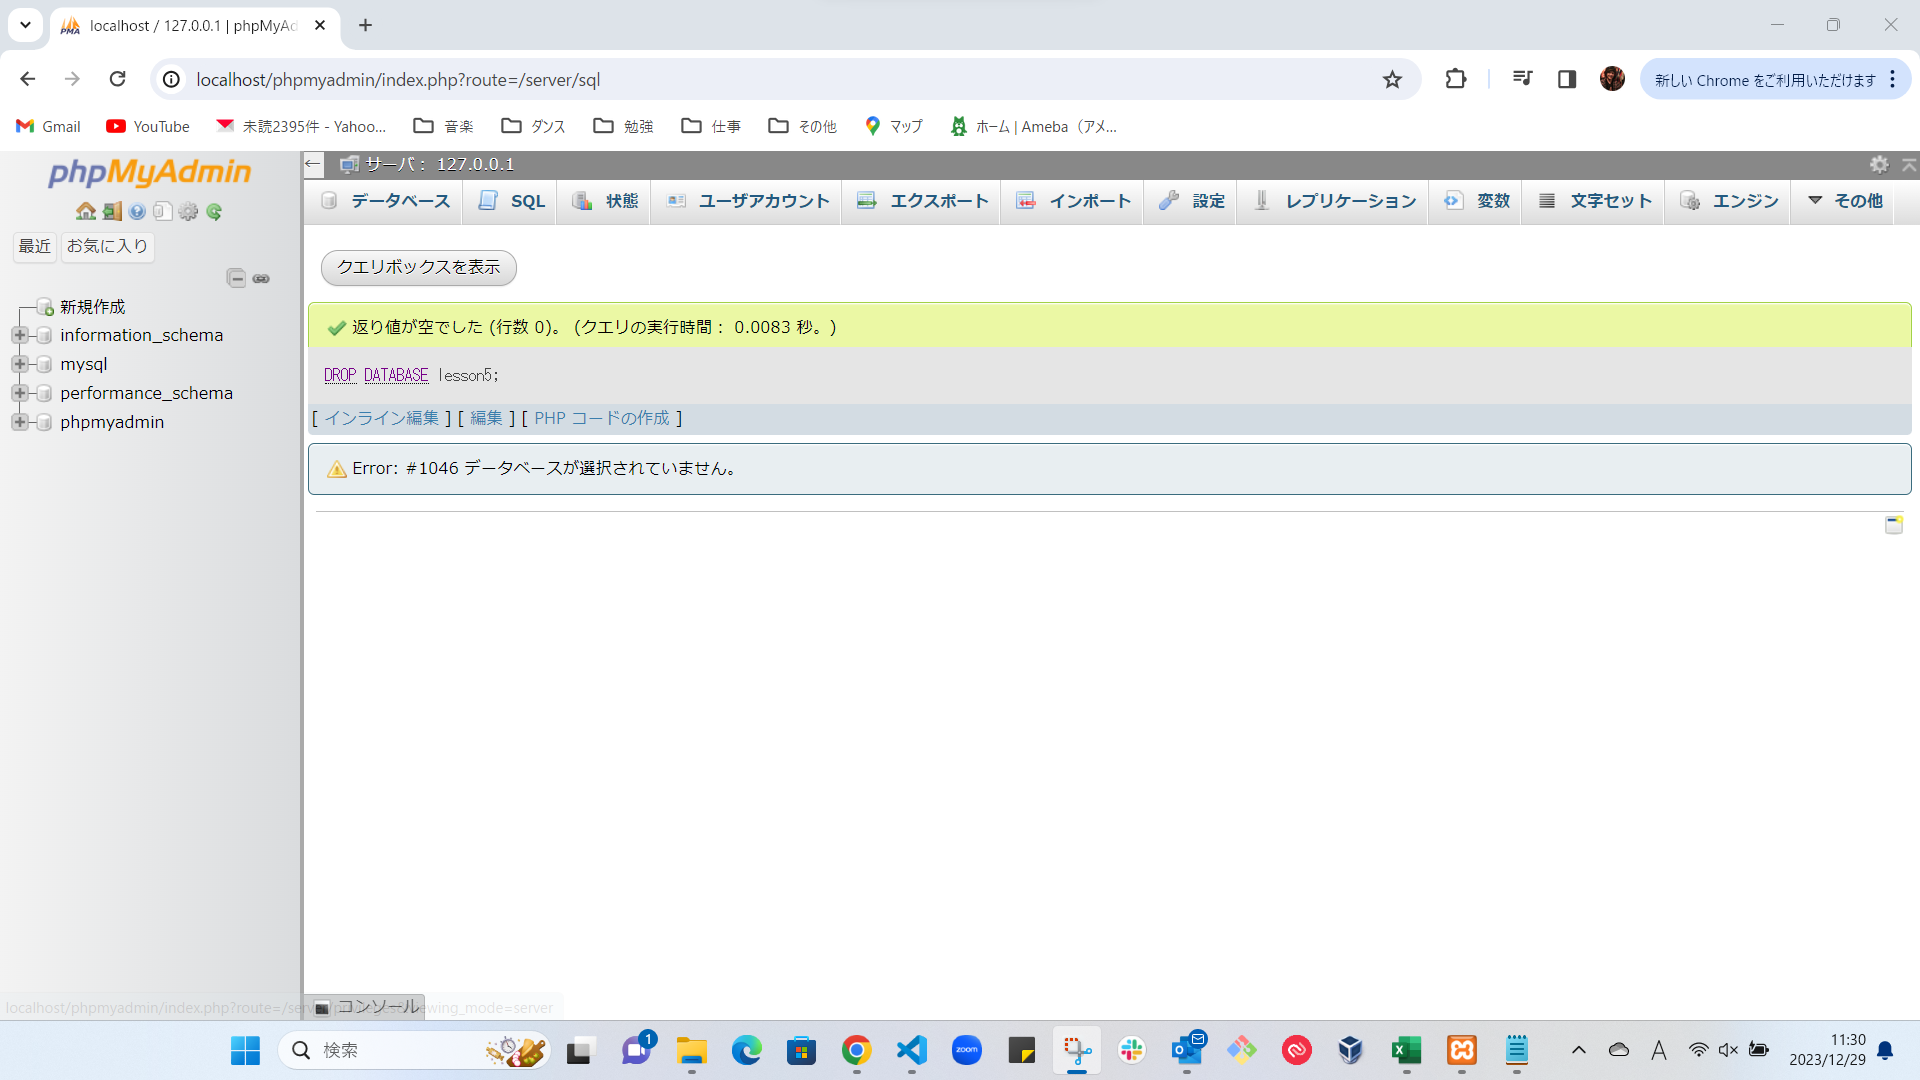 localhost / 127.0.0.1 | phpMyAd
localhost/phpmyadmin/index.php?route=/server/sql
新しい Chrome をご利用いただけます
Gmail
YouTube
未読2395件 - Yahoo...
音楽
ダンス
勉強
仕事
その他
マップ
ホーム | Ameba（アメ...
phpMyAdmin
最近
お気に入り
新規作成
information_schema
mysql
performance_schema
phpmyadmin
サーバ： 127.0.0.1
データベース
SQL
状態
ユーザアカウント
エクスポート
インポート
設定
レプリケーション
変数
文字セット
エンジン
その他
クエリボックスを表示
返り値が空でした (行数 0)。 (クエリの実行時間： 0.0083 秒。)
DROP DATABASE lesson5;
[ インライン編集 ] [ 編集 ] [ PHP コードの作成 ]
Error: #1046 データベースが選択されていません。
コンソール
検索
1
zoom
A
11:30
2023/12/29